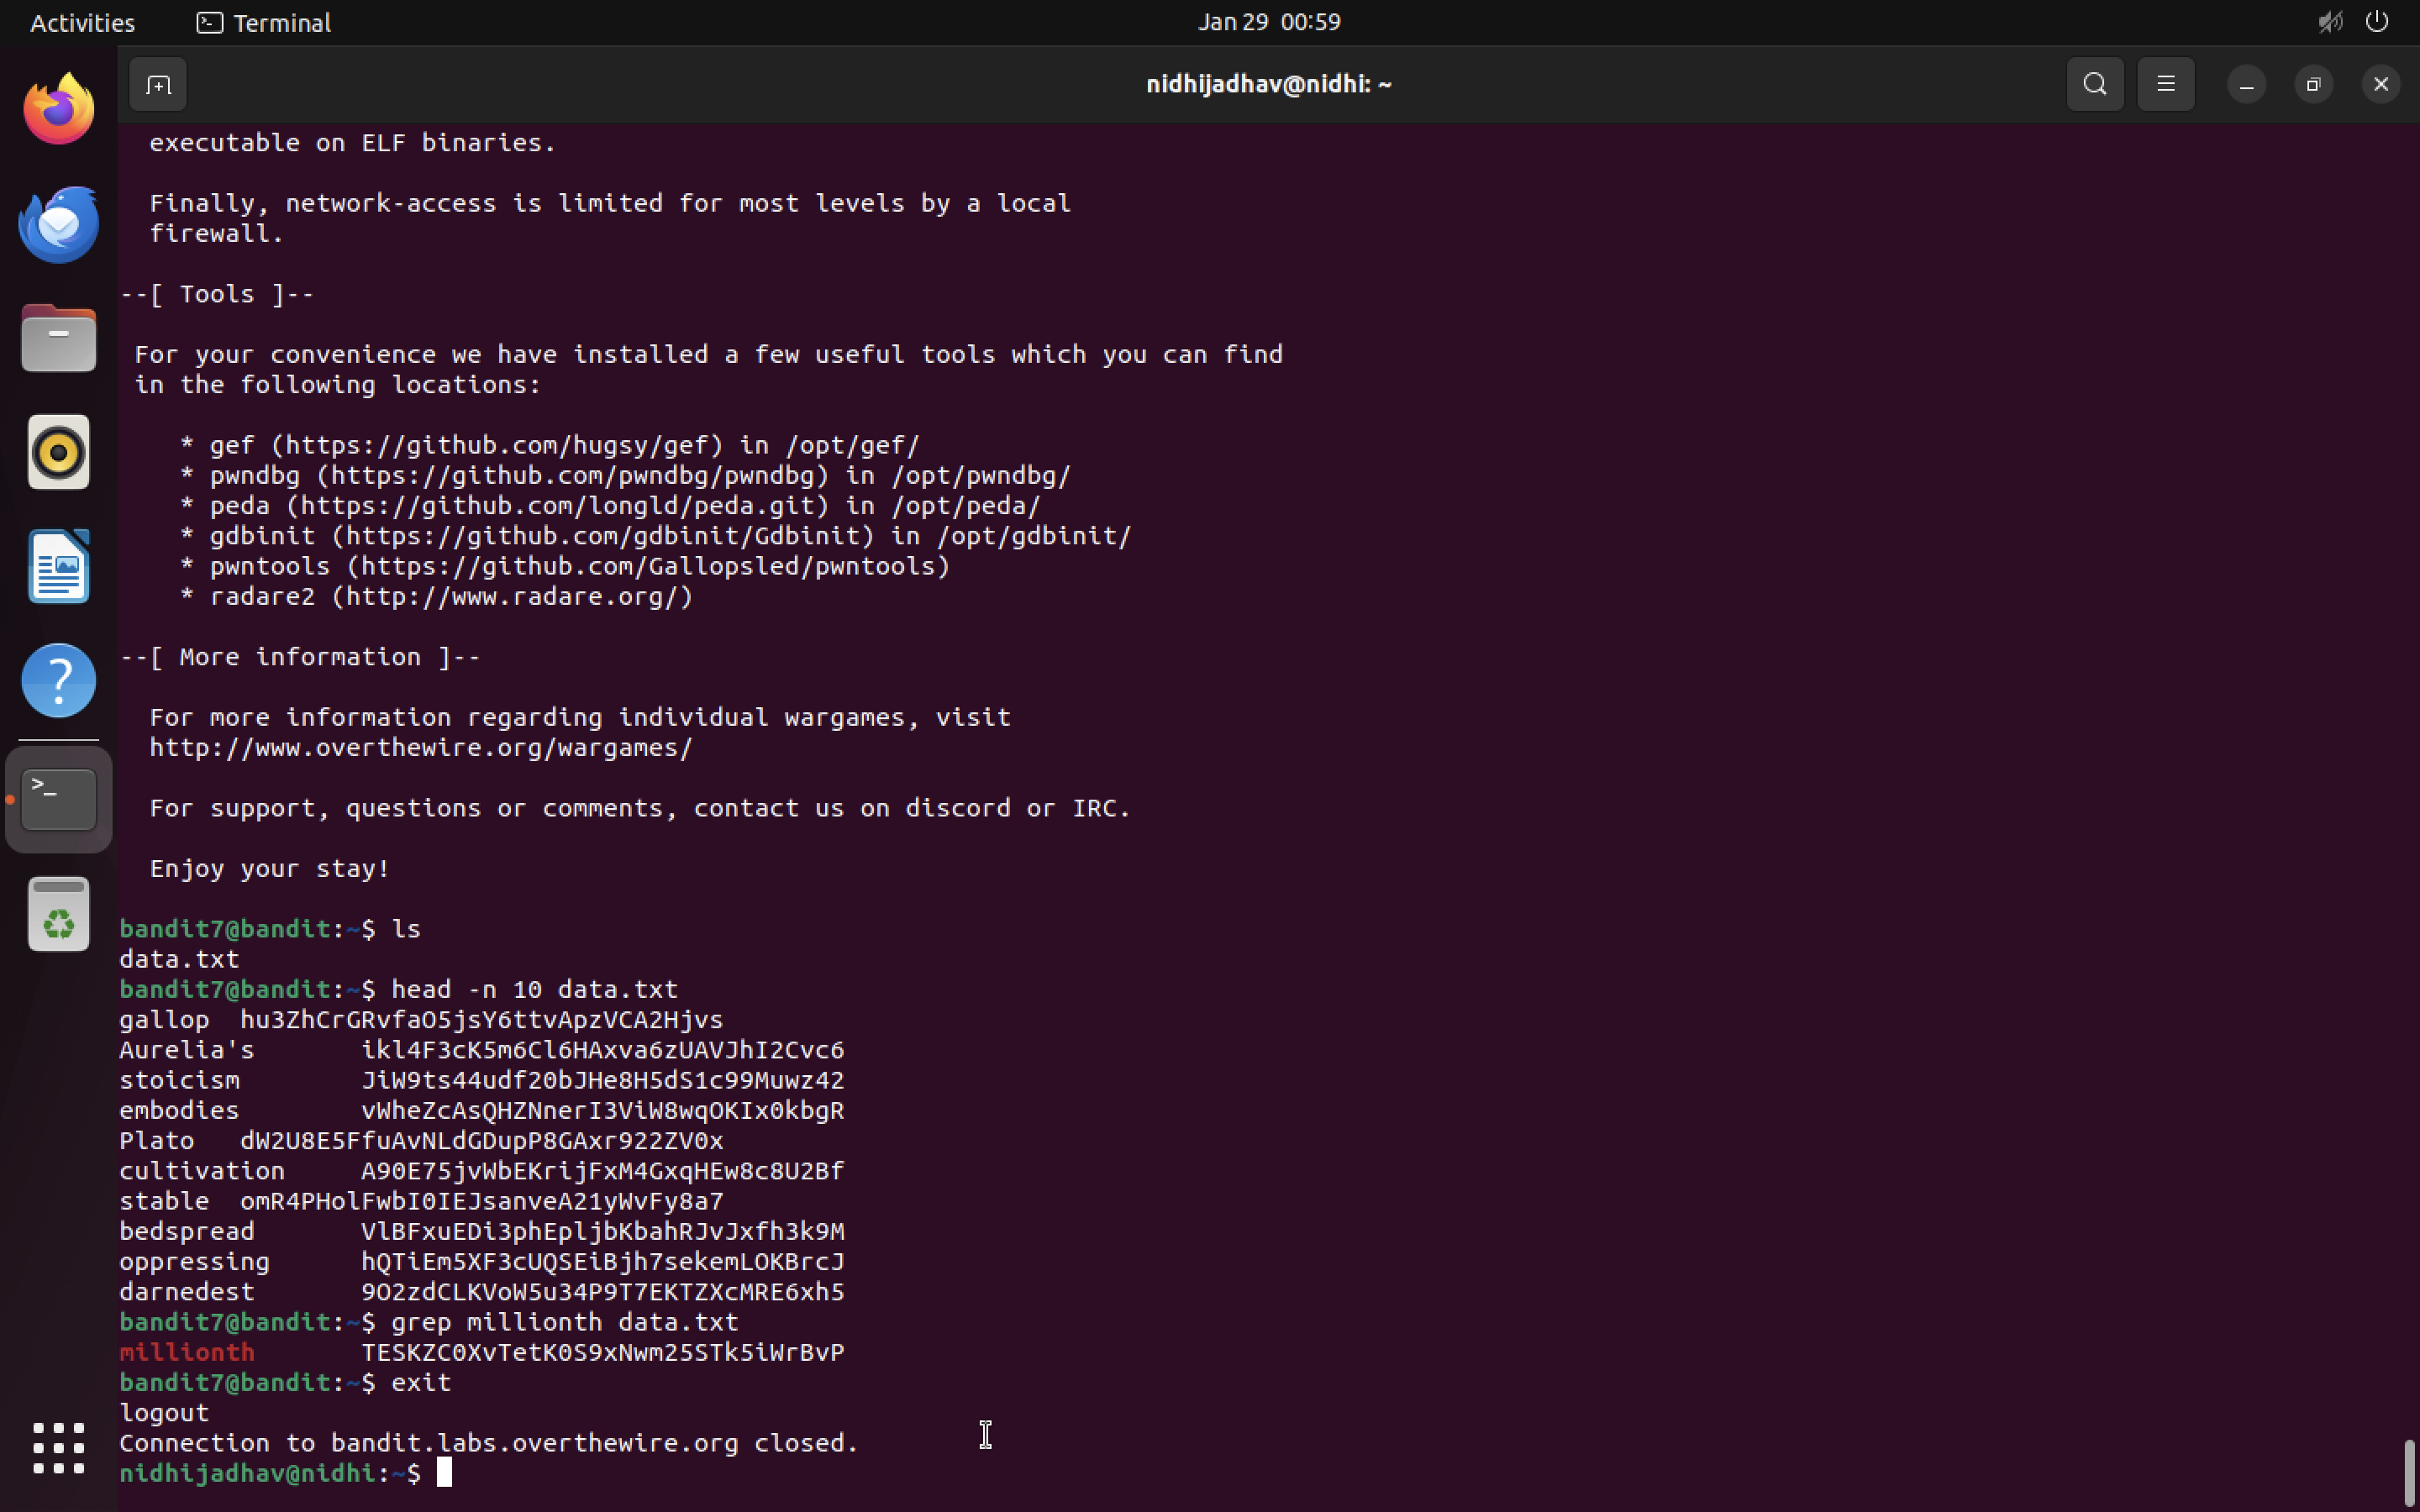 Activities Terminal Jan 29 00:59
nidhijadhav@nidhi: ~
executable on ELF binaries.
Finally, network-access is limited for most levels by a local
firewall.
--[ Tools ]--
For your convenience we have installed a few useful tools which you can find
in the following locations:
* gef (https://github.com/hugsy/gef) in /opt/gef/
* pwndbg (https://github.com/pwndbg/pwndbg) in /opt/pwndbg/
* peda (https://github.com/longld/peda.git) in /opt/peda/
* gdbinit (https://github.com/gdbinit/Gdbinit) in /opt/gdbinit/
* pwntools (https://github.com/Gallopsled/pwntools)
* radare2 (http://www.radare.org/)
--[ More information ]--
For more information regarding individual wargames, visit
http://www.overthewire.org/wargames/
For support, questions or comments, contact us on discord or IRC.
Enjoy your stay!
bandit7@bandit:~$ ls
data.txt
bandit7@bandit:~$ head -n 10 data.txt
gallop hu3ZhCrGRvfaO5jsY6ttvApzVCA2Hjvs
Aurelia's ikl4F3cK5m6Cl6HAxva6zUAVJhI2Cvc6
stoicism JiW9ts44udf20bJHe8H5dS1c99Muwz42
embodies vWheZcAsQHZNnerI3ViW8wqOKIx0kbgR
Plato dW2U8E5FfuAvNLdGDupP8GAxr922ZV0x
cultivation A90E75jvWbEKrijFxM4GxqHEw8c8U2Bf
stable omR4PHolFwbI0IEJsanveA21yWvFy8a7
bedspread VlBFxuEDi3phEpljbKbahRJvJxfh3k9M
oppressing hQTiEm5XF3cUQSEiBjh7sekemLOKBrcJ
darnedest 9O2zdCLKVoW5u34P9T7EKTZXcMRE6xh5
bandit7@bandit:~$ grep millionth data.txt
millionth TESKZC0XvTetK0S9xNwm25STk5iWrBvP
bandit7@bandit:~$ exit
logout
Connection to bandit.labs.overthewire.org closed.
nidhijadhav@nidhi:~$